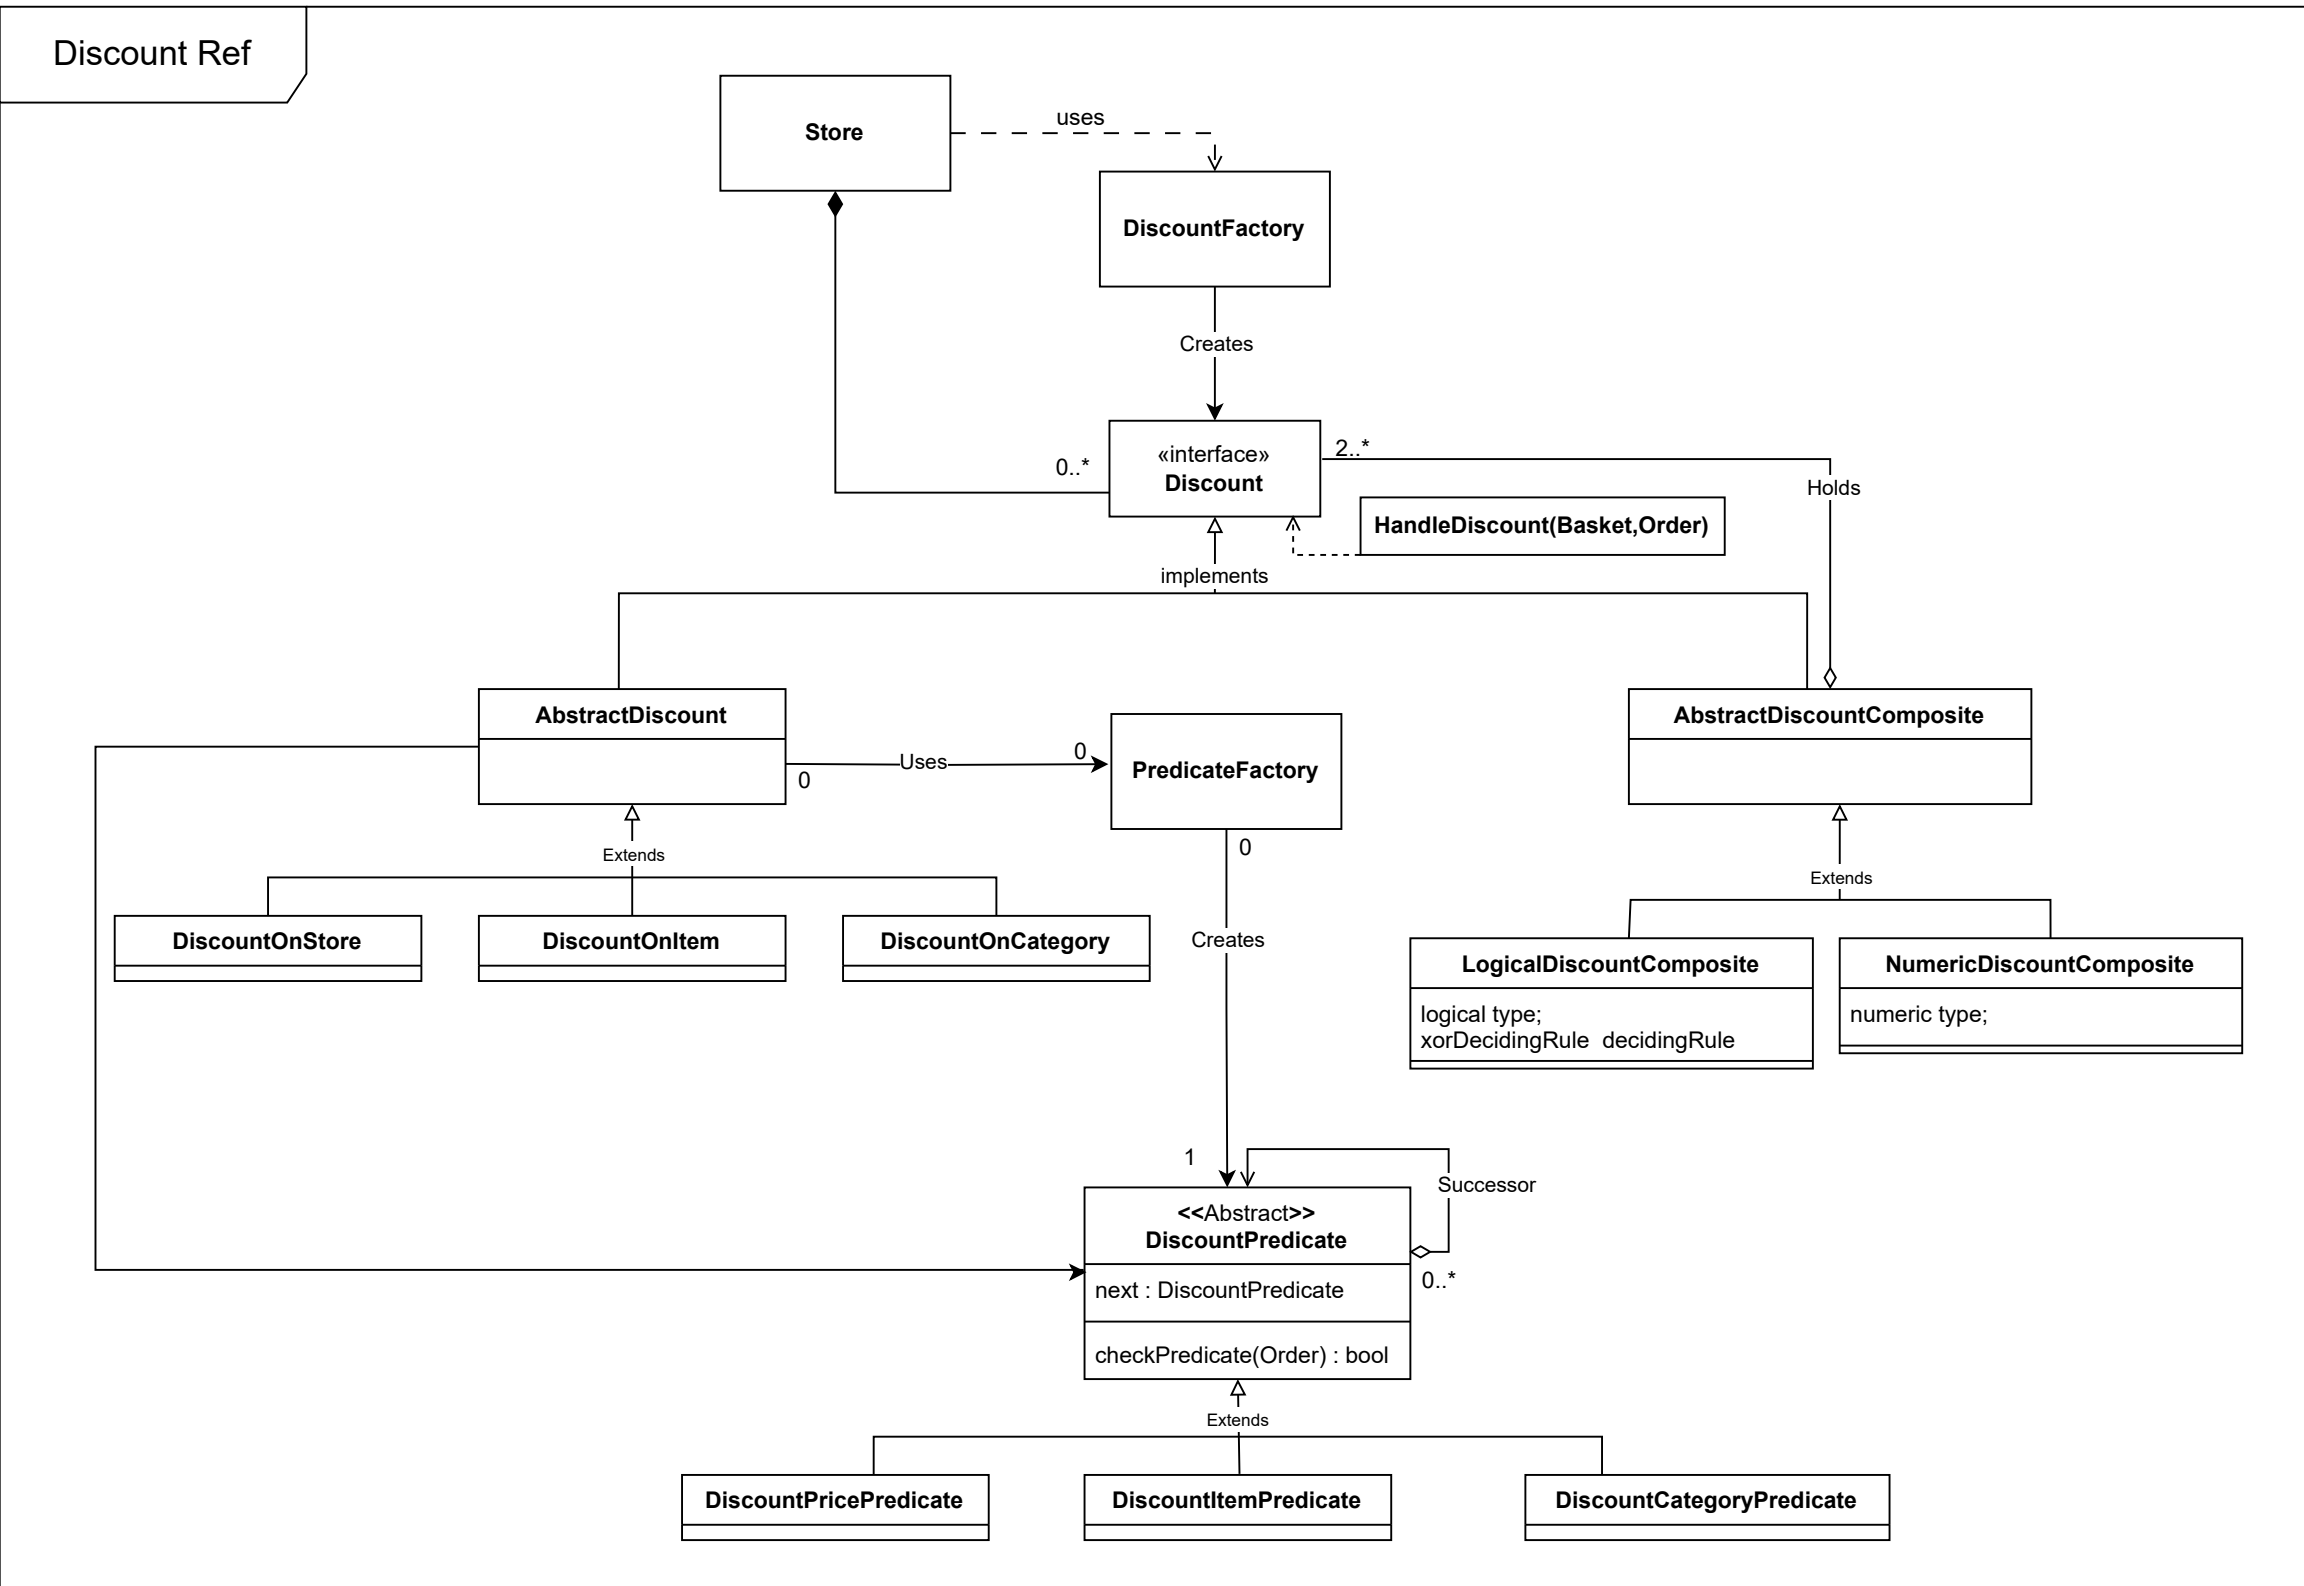 Discount Ref
Store
uses
DiscountFactory
Creates
«interface»
Discount
0..*
2..*
Holds
HandleDiscount(Basket,Order)
implements
AbstractDiscount
0
Uses
0
PredicateFactory
0
AbstractDiscountComposite
Extends
DiscountOnStore
DiscountOnItem
DiscountOnCategory
Creates
Extends
LogicalDiscountComposite
logical type;
xorDecidingRule  decidingRule
NumericDiscountComposite
numeric type;
1
Successor
<<Abstract>>
DiscountPredicate
0..*
next : DiscountPredicate
checkPredicate(Order) : bool
Extends
DiscountPricePredicate
DiscountItemPredicate
DiscountCategoryPredicate